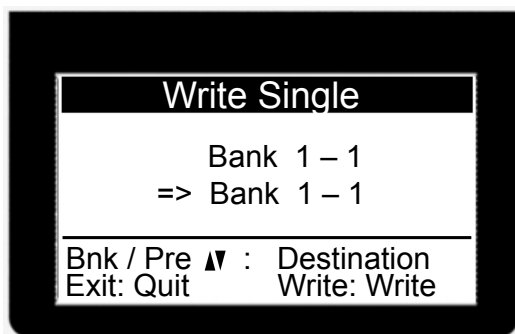 Write Single
Bank 1 – 1
=> Bank 1 – 1
Bnk / Pre ▲▼ : Destination
Exit: Quit Write: Write